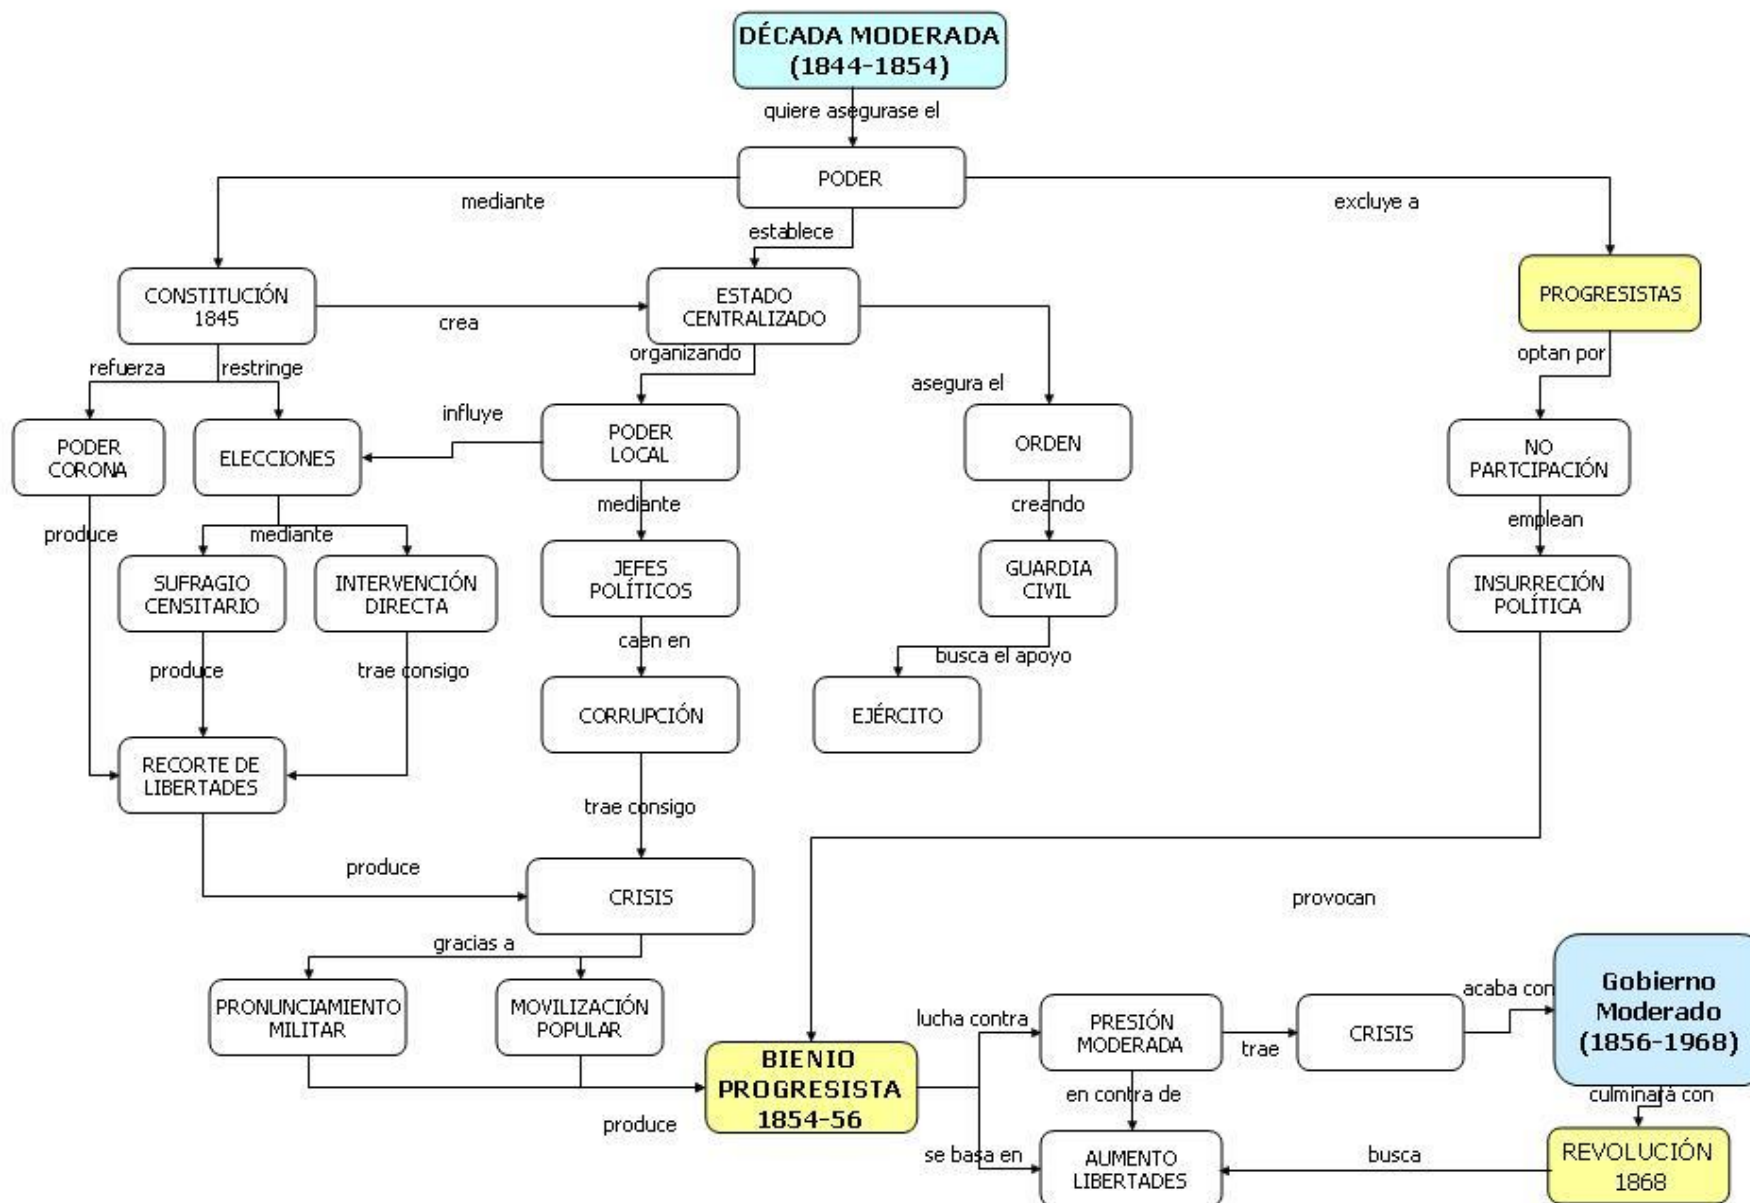 DÉCADA MODERADA
(1844-1854)
quiere asegurase el
PODER
mediante
establece
excluye a
CONSTITUCIÓN
1845
crea
ESTADO
CENTRALIZADO
PROGRESISTAS
refuerza
restringe
organizando
asegura el
optan por
PODER
CORONA
ELECCIONES
influye
PODER
LOCAL
ORDEN
NO
PARTCIPACIÓN
produce
mediante
mediante
creando
emplean
SUFRAGIO
CENSITARIO
INTERVENCIÓN
DIRECTA
JEFES
POLÍTICOS
GUARDIA
CIVIL
INSURRECIÓN
POLÍTICA
produce
trae consigo
caen en
busca el apoyo
CORRUPCIÓN
EJÉRCITO
RECORTE DE
LIBERTADES
trae consigo
produce
CRISIS
provocan
gracias a
PRONUNCIAMIENTO
MILITAR
MOVILIZACIÓN
POPULAR
BIENIO
PROGRESISTA
1854-56
produce
lucha contra
PRESIÓN
MODERADA
trae
CRISIS
acaba con
Gobierno
Moderado
(1856-1968)
en contra de
culminará con
se basa en
AUMENTO
LIBERTADES
busca
REVOLUCIÓN
1868